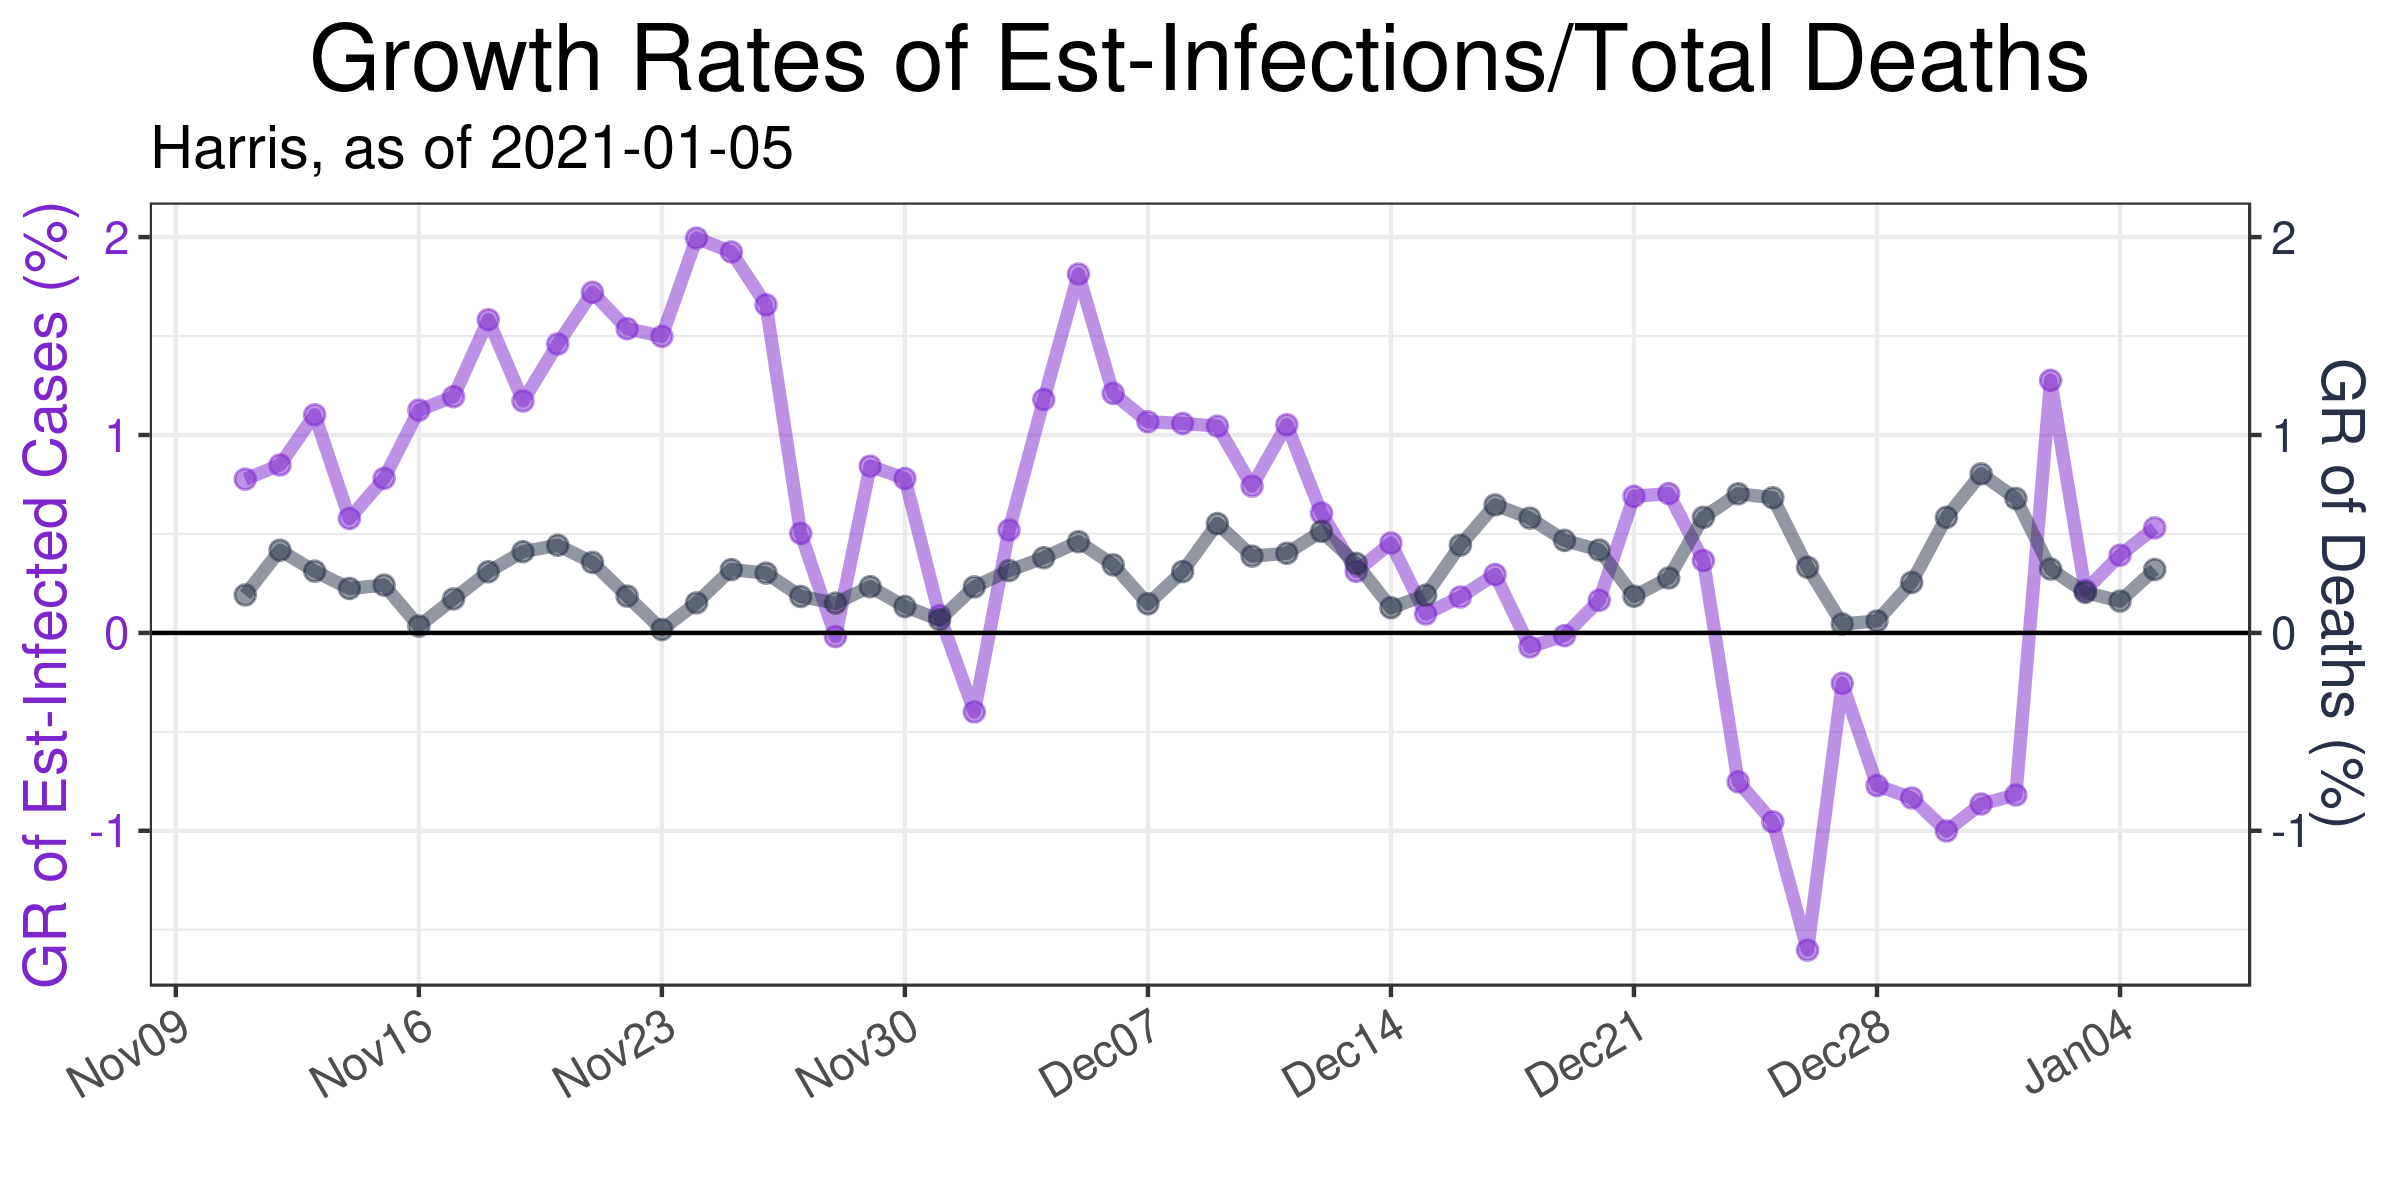 Growth Rates of Est-Infections/Total Deaths
Harris, as of 2021-01-05
GR of Est-Infected Cases (%)
2
1
0
-1
2
1
0
-1
GR of Deaths (%)
Nov09
Nov16
Nov23
Nov30
Dec07
Dec14
Dec21
Dec28
Jan04